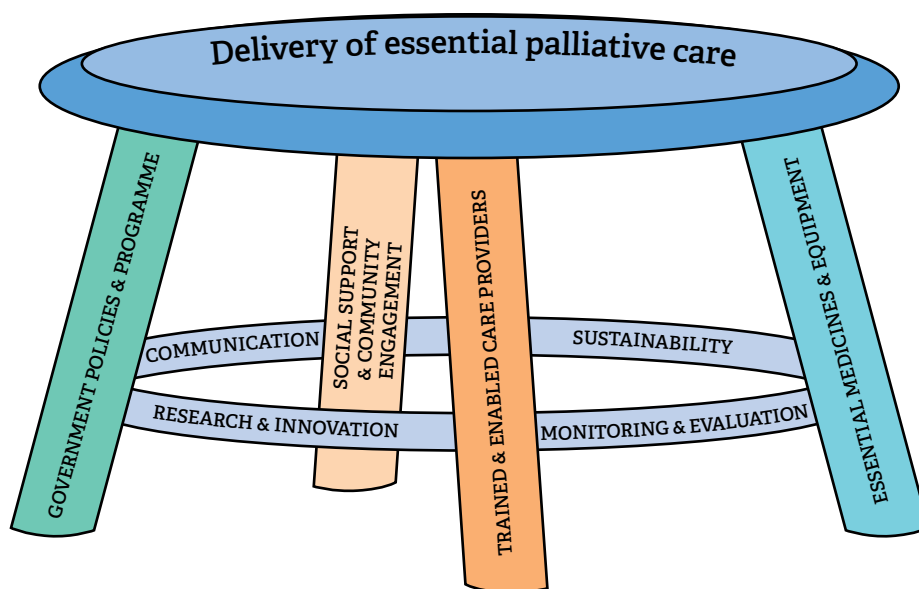 Delivery of essential palliative care
GOVERNMENT POLICIES & PROGRAMME
SOCIAL SUPPORT
& COMMUNITY
ENGAGEMENT
TRAINED & ENABLED CARE PROVIDERS
ESSENTIAL MEDICINES & EQUIPMENT
COMMUNICATION
SUSTAINABILITY
RESEARCH & INNOVATION
MONITORING & EVALUATION